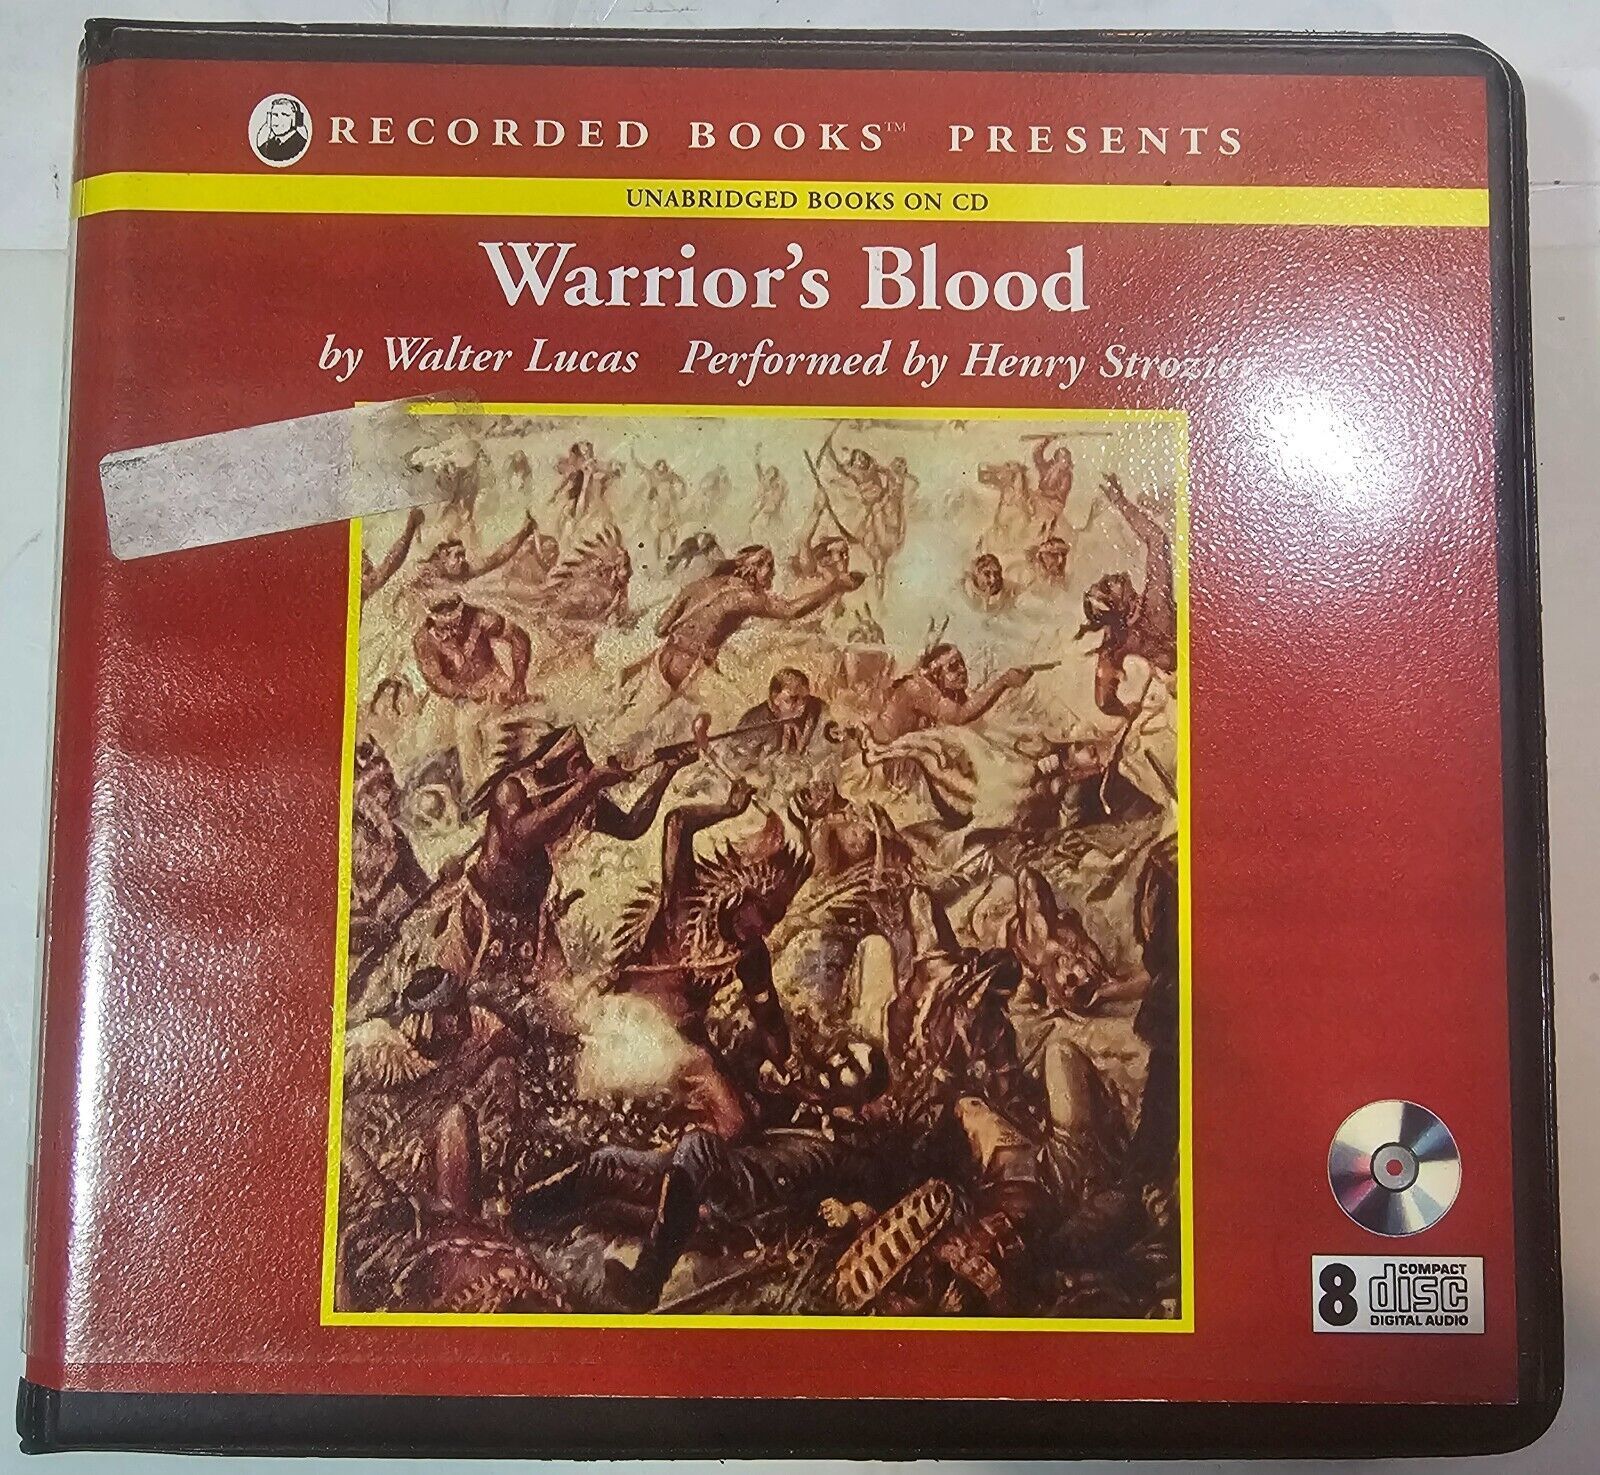 RECORDED BOOKS™ PRESENTS
UNABRIDGED BOOKS ON CD
Warrior's Blood
by Walter Lucas Performed by Henry Strozier
8 COMPACT
disc
DIGITAL AUDIO